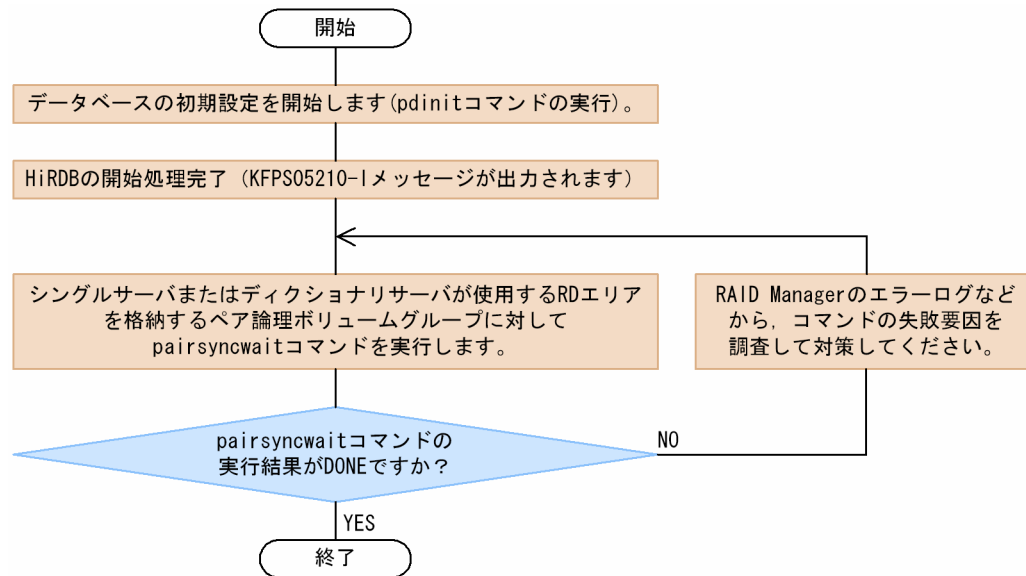 開始
データベースの初期設定を開始します(pdinitコマンドの実行)。
HiRDBの開始処理完了（KFPS05210-Iメッセージが出力されます）
シングルサーバまたはディクショナリサーバが使用するRDエリア
を格納するペア論理ボリュームグループに対して
pairsyncwaitコマンドを実行します。
RAID Managerのエラーログなど
から，コマンドの失敗要因を
調査して対策してください。
pairsyncwaitコマンドの
実行結果がDONEですか？
NO
YES
終了